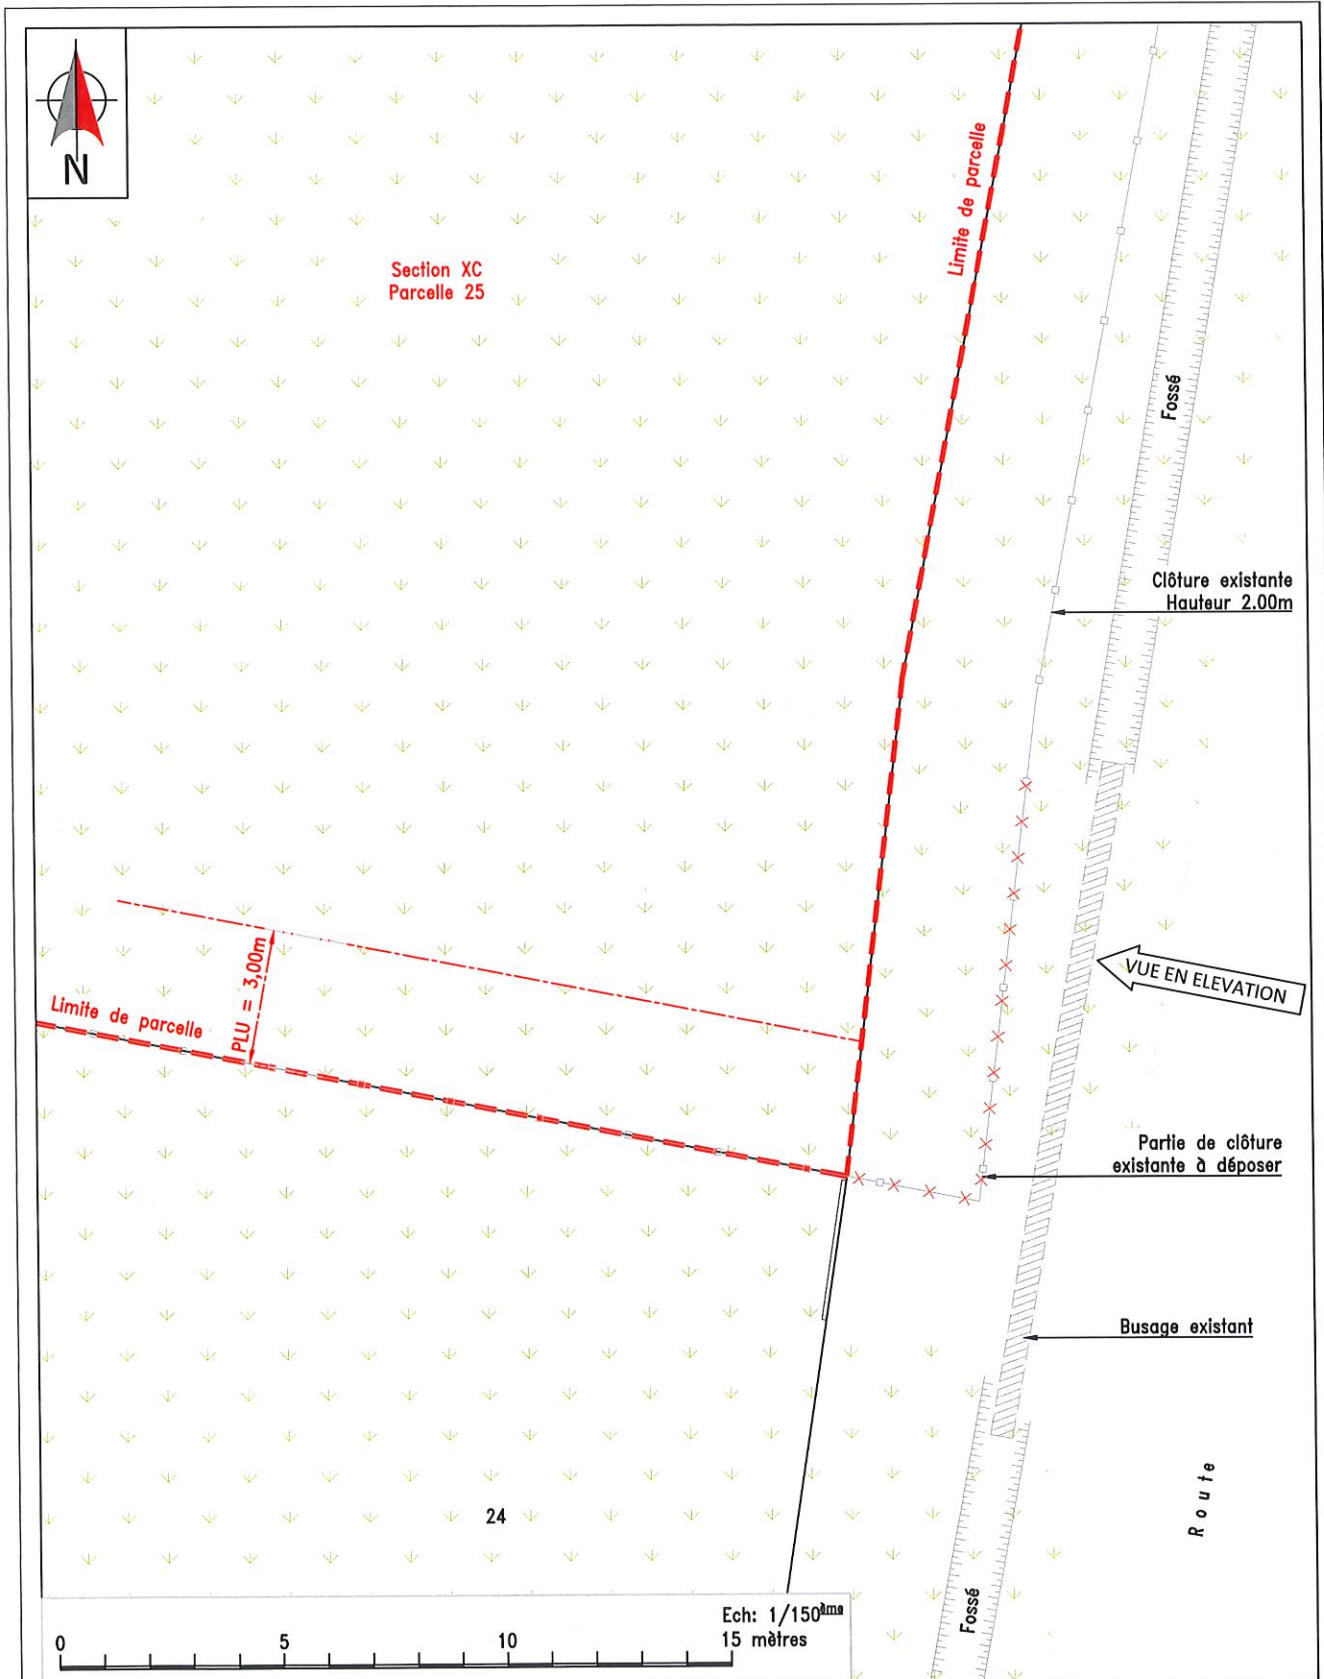 N
Section XC
Parcelle 25
Limite de parcelle
Fossé
Clôture existante
Hauteur 2.00m
PLU = 3,00m
Limite de parcelle
VUE EN ELEVATION
Partie de clôture
existante à déposer
Busage existant
Route
24
Fossé
Ech: 1/150ème
0 5 10 15 mètres